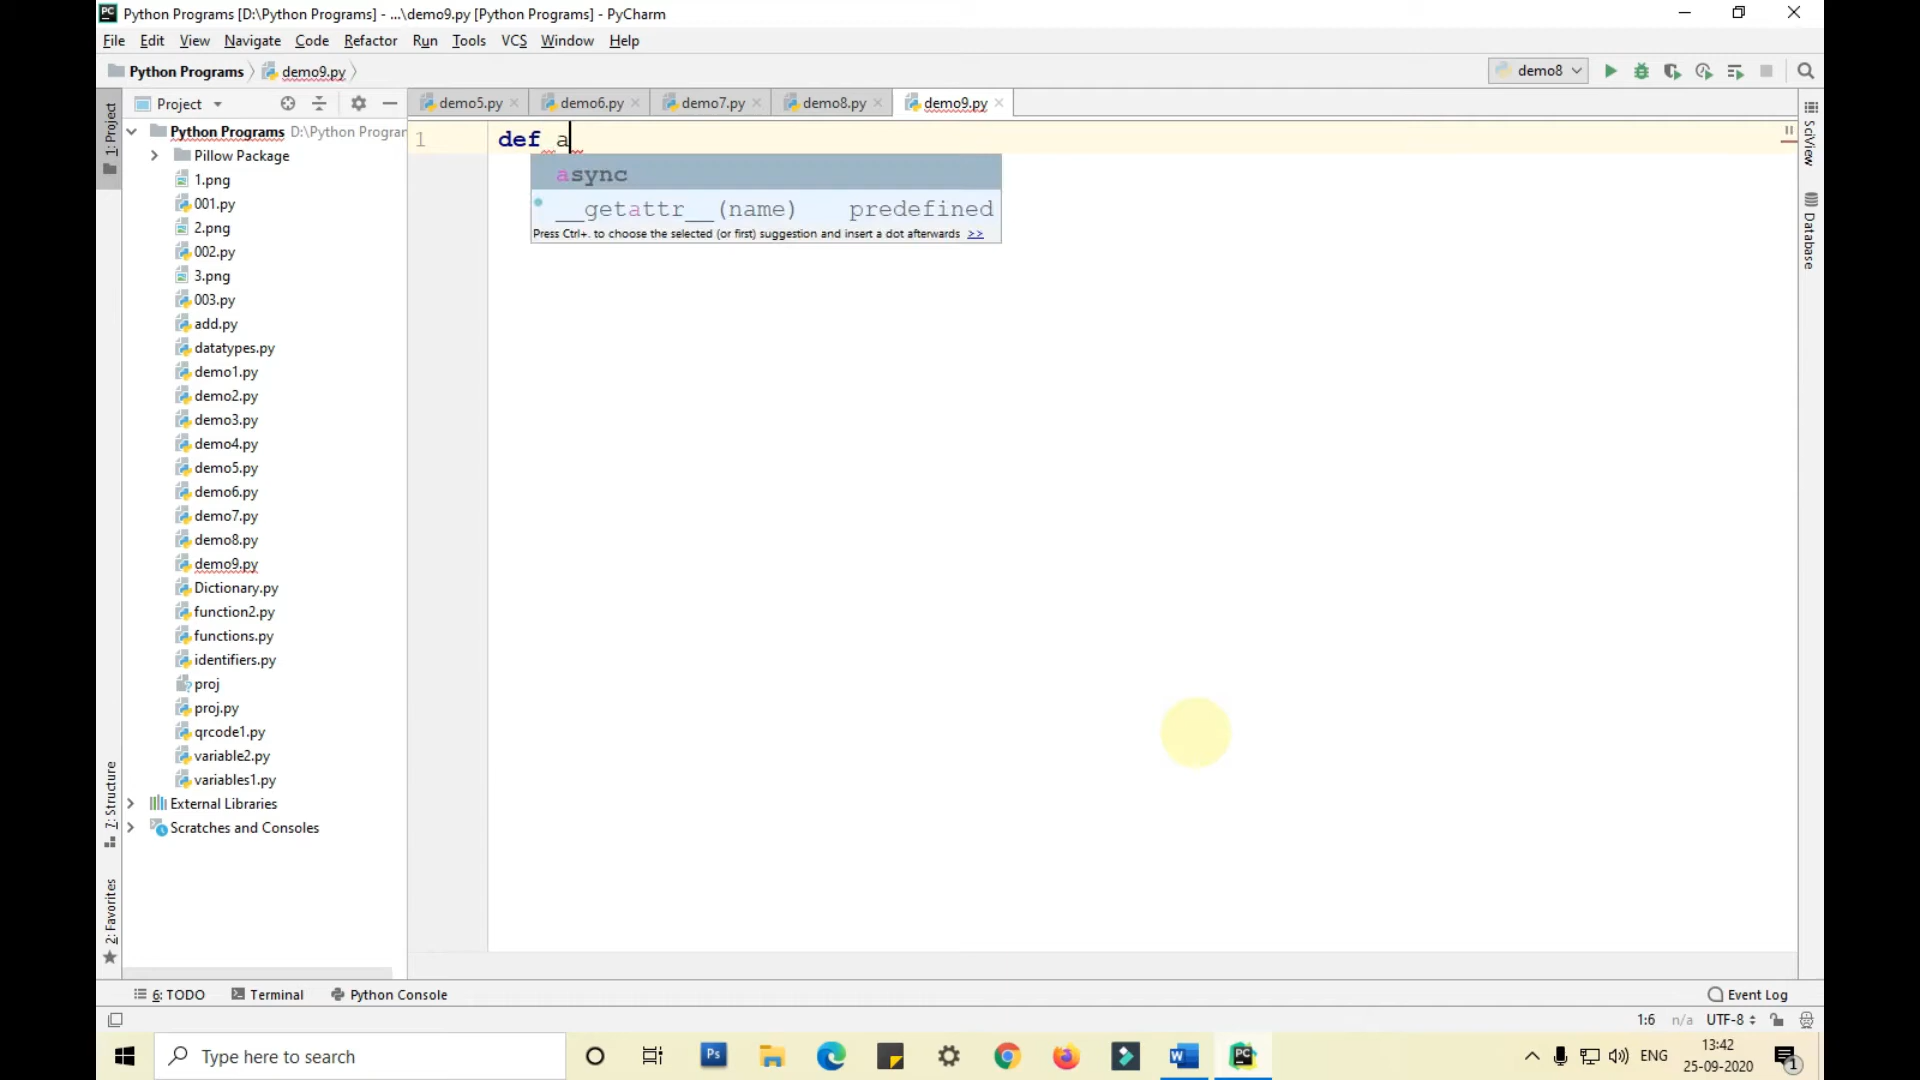 Python Programs [D:\Python Programs] - ...\demo9.py [Python Programs] - PyCharm
File Edit View Navigate Code Refactor Run Tools VCS Window Help
Python Programs demo9.py demo8
Project demo5.py demo6.py demo7.py demo8.py demo9.py
1: Project
Python Programs D:\Python Prograr
Pillow Package
1.png
001.py
2.png
002.py
3.png
003.py
add.py
datatypes.py
demo1.py
demo2.py
demo3.py
demo4.py
demo5.py
demo6.py
demo7.py
demo8.py
demo9.py
Dictionary.py
function2.py
functions.py
identifiers.py
proj
proj.py
qrcode1.py
variable2.py
variables1.py
External Libraries
Scratches and Consoles
7: Structure
2: Favorites
1 def a
async
__getattr__(name) predefined
Press Ctrl+. to choose the selected (or first) suggestion and insert a dot afterwards >>
SciView
Database
6: TODO Terminal Python Console Event Log
1:6 n/a UTF-8
Type here to search
Ps
W
PC
ENG
13:42
25-09-2020
1